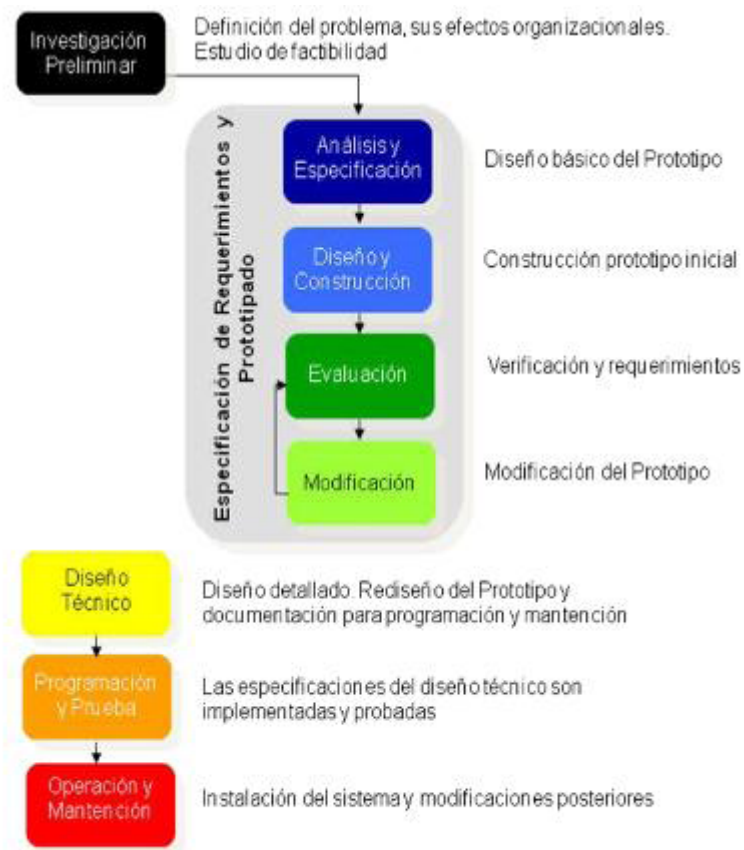 Investigación
Preliminar
Definición del problema, sus efectos organizacionales.
Estudio de factibilidad
Especificación de Requerimientos y
Prototipado
Análisis y
Especificación
Diseño básico del Prototipo
Diseño y
Construcción
Construcción prototipo inicial
Evaluación
Verificación y requerimientos
Modificación
Modificación del Prototipo
Diseño
Técnico
Diseño detallado. Rediseño del Prototipo y
documentación para programación y mantención
Programación
y Prueba
Las especificaciones del diseño técnico son
implementadas y probadas
Operación y
Mantención
Instalación del sistema y modificaciones posteriores